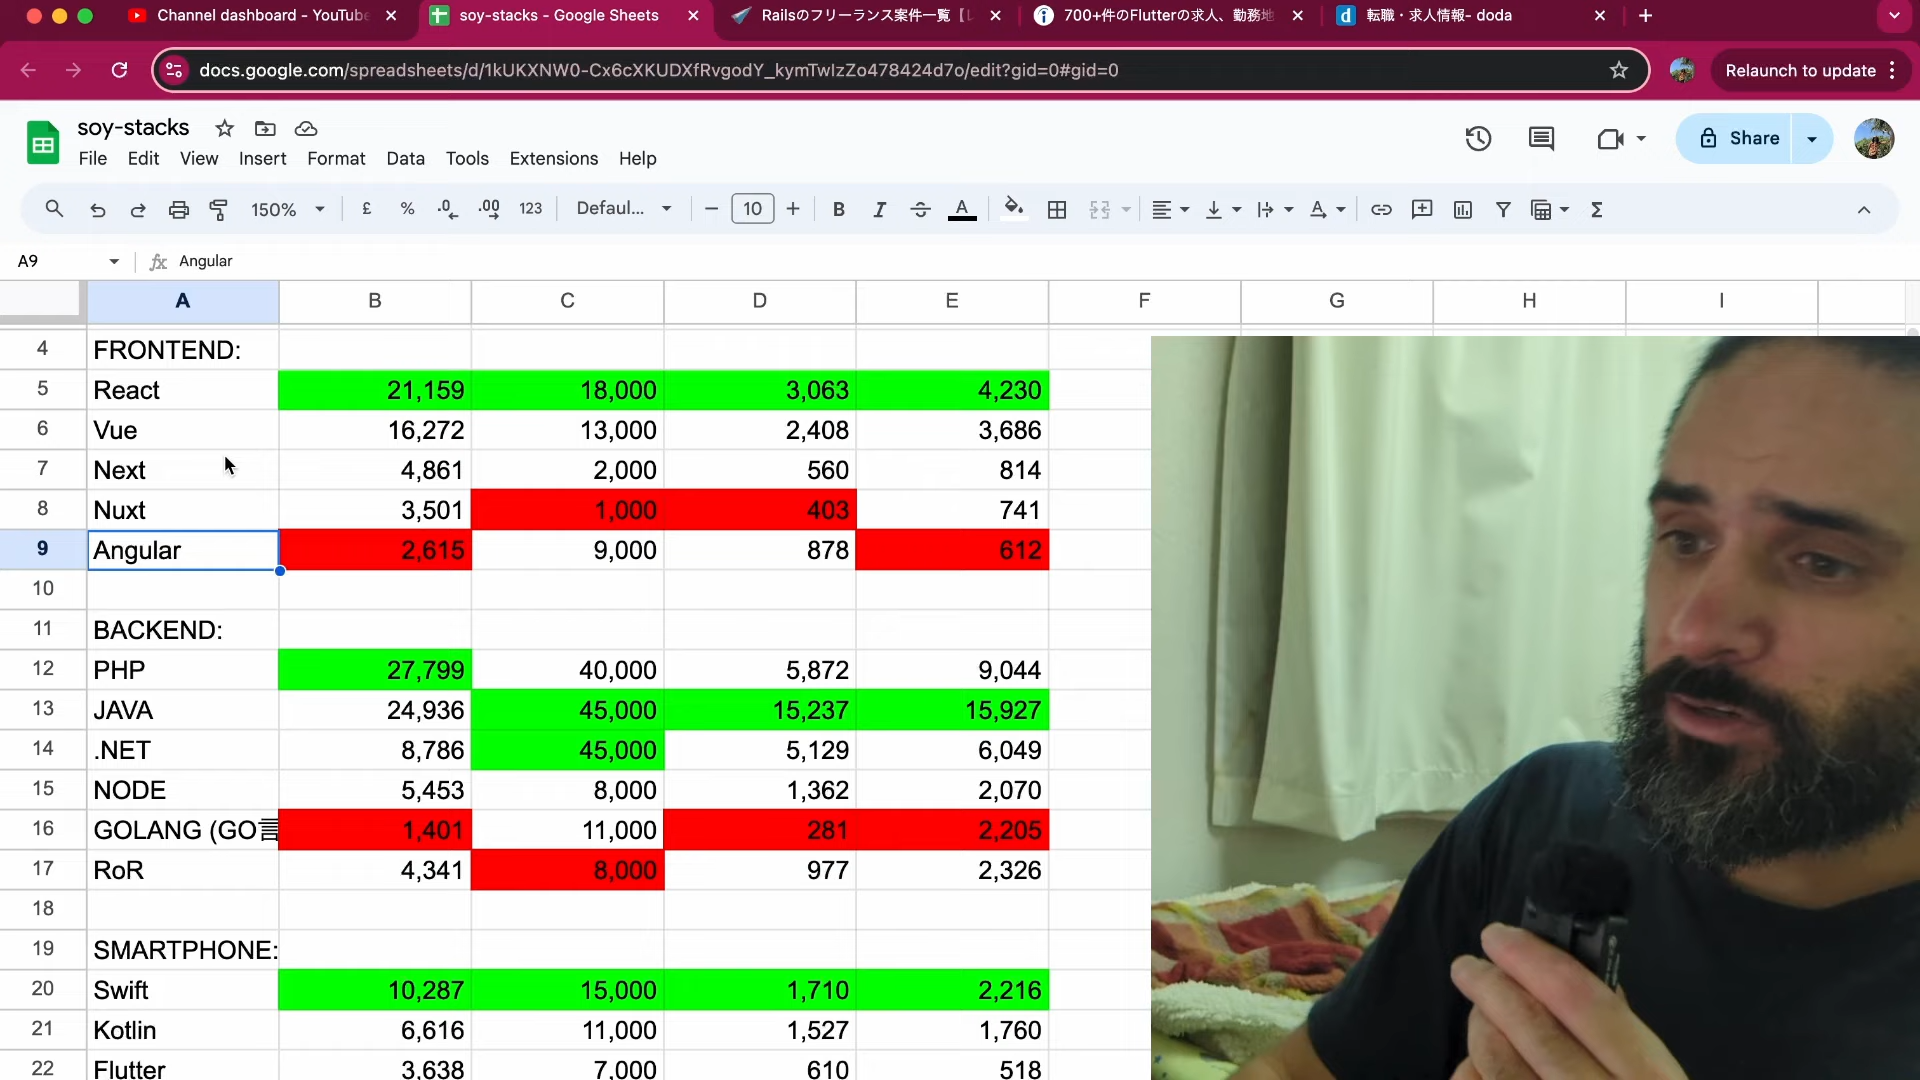 Channel dashboard - YouTube
soy-stacks - Google Sheets
Railsのフリーランス案件一覧
700+件のFlutterの求人、勤務地
転職・求人情報- doda
docs.google.com/spreadsheets/d/1kUKXNW0-Cx6cXKUDXfRvgodY_kymTwIzZo478424d7o/edit?gid=0#gid=0
Relaunch to update
soy-stacks
Share
File Edit View Insert Format Data Tools Extensions Help
150% £ % .0 .00 123 Defaul... 10 B I S A Σ
A9 fx Angular
A B C D E F G H I
4 FRONTEND:
5 React 21,159 18,000 3,063 4,230
6 Vue 16,272 13,000 2,408 3,686
7 Next 4,861 2,000 560 814
8 Nuxt 3,501 1,000 403 741
9 Angular 2,615 9,000 878 612
10
11 BACKEND:
12 PHP 27,799 40,000 5,872 9,044
13 JAVA 24,936 45,000 15,237 15,927
14 .NET 8,786 45,000 5,129 6,049
15 NODE 5,453 8,000 1,362 2,070
16 GOLANG (GO言 1,401 11,000 281 2,205
17 RoR 4,341 8,000 977 2,326
18
19 SMARTPHONE:
20 Swift 10,287 15,000 1,710 2,216
21 Kotlin 6,616 11,000 1,527 1,760
22 Flutter 3,638 7,000 610 518